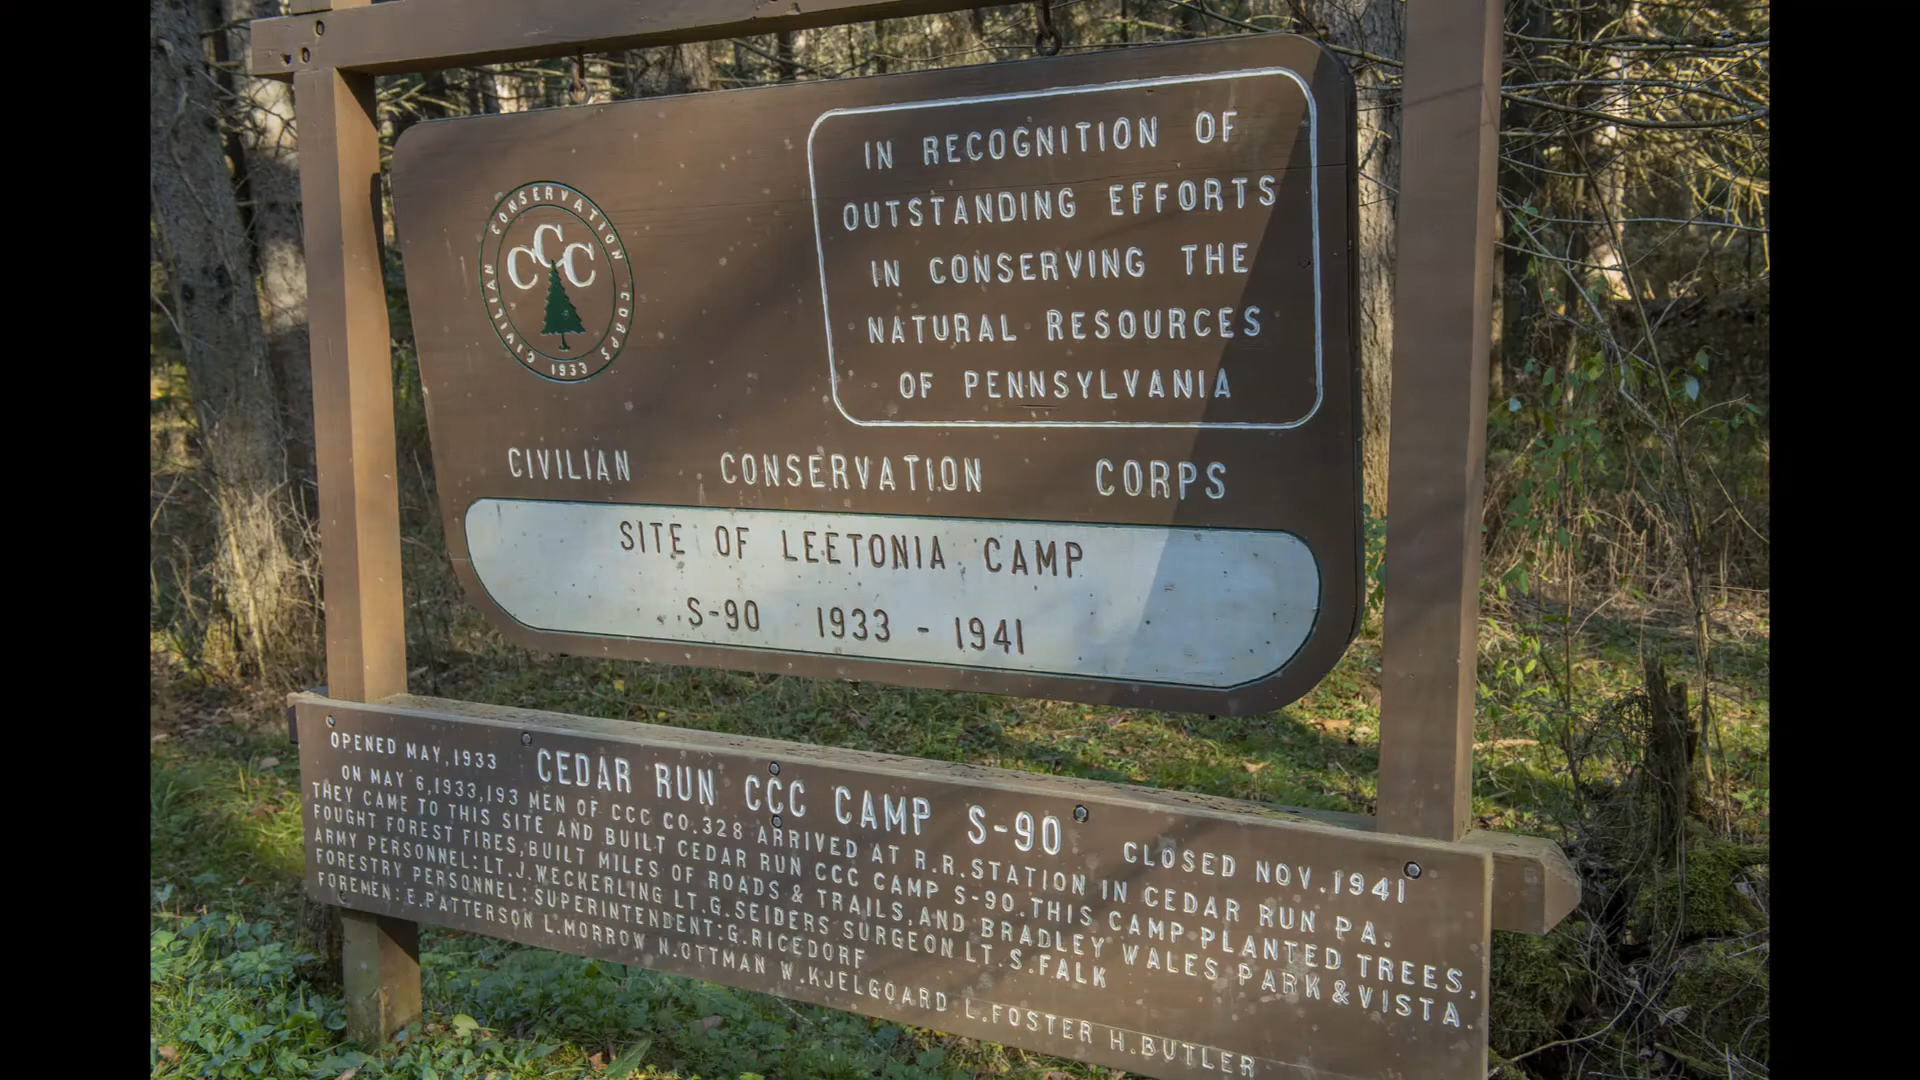 CIVILIAN CONSERVATION CORPS
CCC
1933
IN RECOGNITION OF
OUTSTANDING EFFORTS
IN CONSERVING THE
NATURAL RESOURCES
OF PENNSYLVANIA
CIVILIAN CONSERVATION CORPS
SITE OF LEETONIA CAMP
S-90 1933 - 1941
OPENED MAY, 1933 CEDAR RUN CCC CAMP S-90 CLOSED NOV. 1941
ON MAY 6, 1933, 193 MEN OF CCC CO. 328 ARRIVED AT R.R. STATION IN CEDAR RUN PA.
THEY CAME TO THIS SITE AND BUILT CEDAR RUN CCC CAMP S-90. THIS CAMP PLANTED TREES,
FOUGHT FOREST FIRES, BUILT MILES OF ROADS & TRAILS, AND BRADLEY WALES PARK & VISTA.
ARMY PERSONNEL: LT. J. WECKERLING LT. G. SEIDERS SURGEON LT. S. FALK
FORESTRY PERSONNEL: SUPERINTENDENT: G. RICEDORF
FOREMEN: E. PATTERSON L. MORROW N. OTTMAN W. KJELGOARD L. FOSTER H. BUTLER